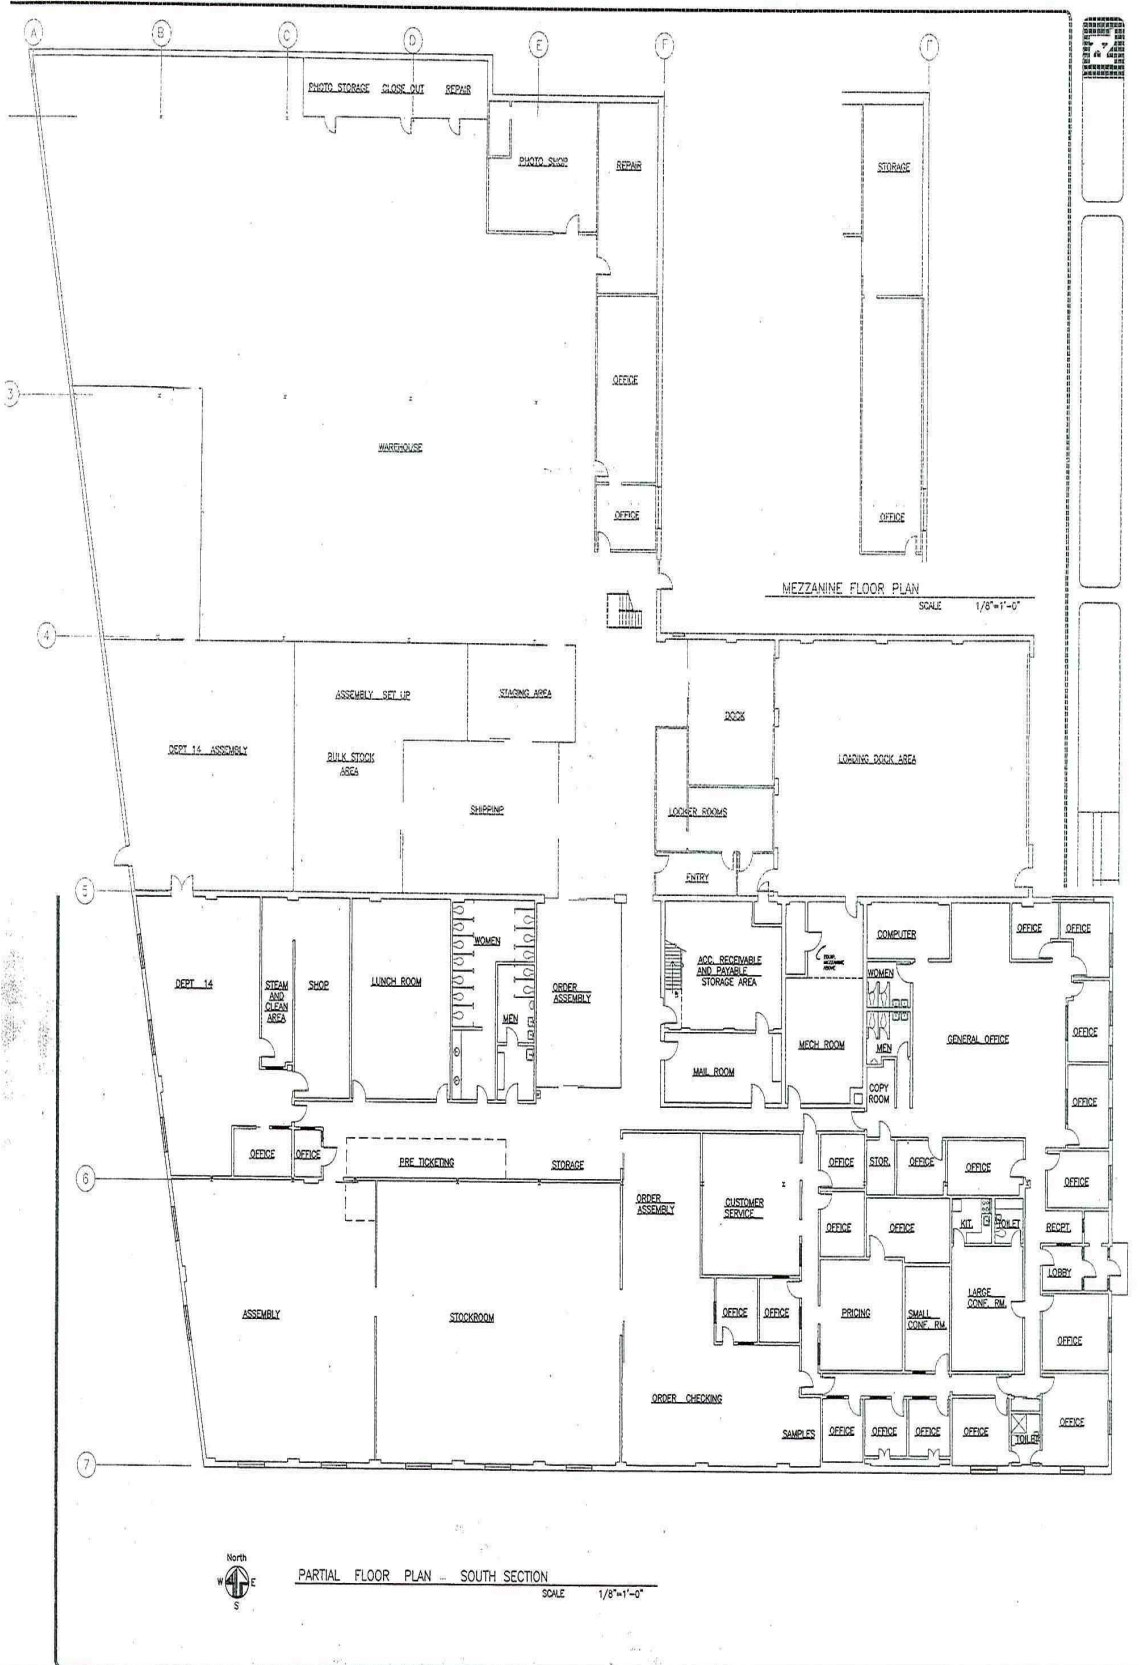 A
B
C
D
E
F
F
PHOTO STORAGE
CLOSE OUT
REPAIR
PHOTO SHOP
REPAIR
STORAGE
3
OFFICE
WAREHOUSE
OFFICE
OFFICE
MEZZANINE FLOOR PLAN
SCALE 1/8"=1'-0"
4
ASSEMBLY SET UP
STAGING AREA
DOCK
DEPT 14 ASSEMBLY
BULK STOCK
AREA
LOADING DOCK AREA
SHIPPINP
LOCKER ROOMS
ENTRY
5
COMPUTER
OFFICE
OFFICE
WOMEN
ACC. RECEIVABLE
AND PAYABLE
STORAGE AREA
EQUIP.
MEZZANINE
ABOVE
WOMEN
DEPT 14
STEAM
AND
CLEAN
AREA
SHOP
LUNCH ROOM
ORDER
ASSEMBLY
MEN
OFFICE
MECH ROOM
MEN
GENERAL OFFICE
MAIL ROOM
COPY
ROOM
OFFICE
OFFICE
OFFICE
PRE TICKETING
STORAGE
OFFICE
STOR.
OFFICE
OFFICE
OFFICE
6
ORDER
ASSEMBLY
CUSTOMER
SERVICE
OFFICE
OFFICE
KIT.
TOILET
RECPT.
LOBBY
LARGE
CONF. RM.
ASSEMBLY
STOCKROOM
OFFICE
OFFICE
PRICING
SMALL
CONF. RM.
OFFICE
ORDER CHECKING
SAMPLES
OFFICE
OFFICE
OFFICE
OFFICE
TOILET
OFFICE
7
North
W
E
S
PARTIAL FLOOR PLAN - SOUTH SECTION
SCALE 1/8"=1'-0"